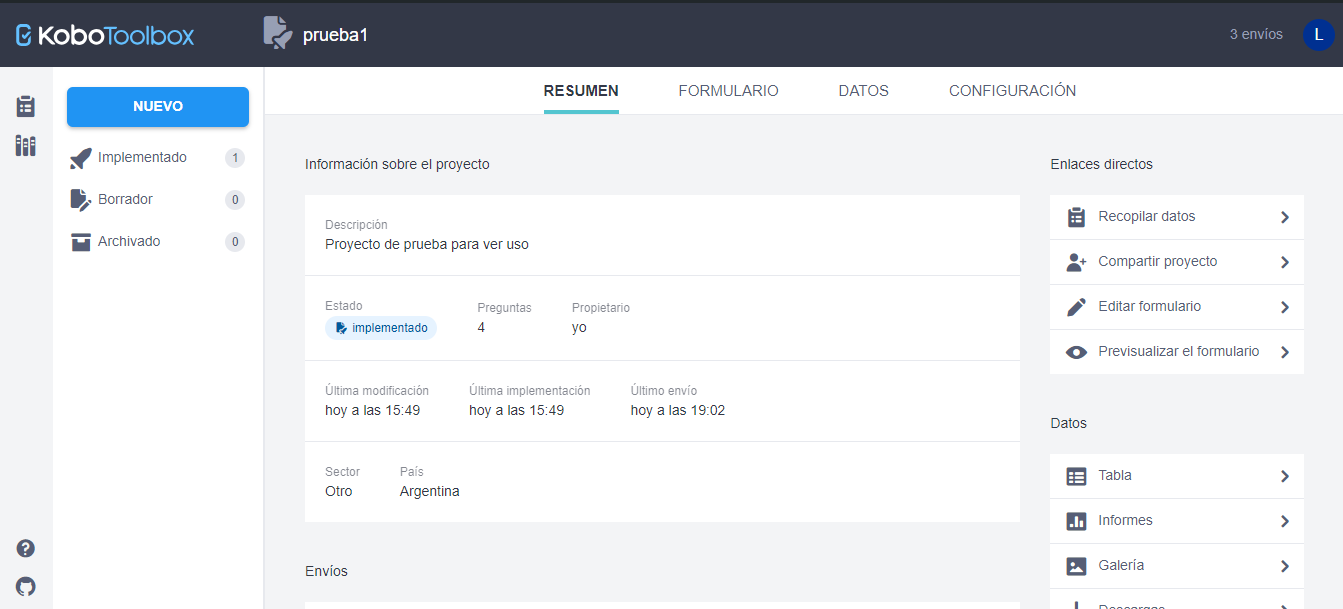 KoboToolbox
prueba1
3 envíos
L
NUEVO
Implementado 1
Borrador 0
Archivado 0
RESUMEN FORMULARIO DATOS CONFIGURACIÓN
Información sobre el proyecto
Descripción
Proyecto de prueba para ver uso
Estado Preguntas Propietario
implementado 4 yo
Última modificación Última implementación Último envío
hoy a las 15:49 hoy a las 15:49 hoy a las 19:02
Sector País
Otro Argentina
Envíos
Enlaces directos
Recopilar datos
Compartir proyecto
Editar formulario
Previsualizar el formulario
Datos
Tabla
Informes
Galería
Descargas